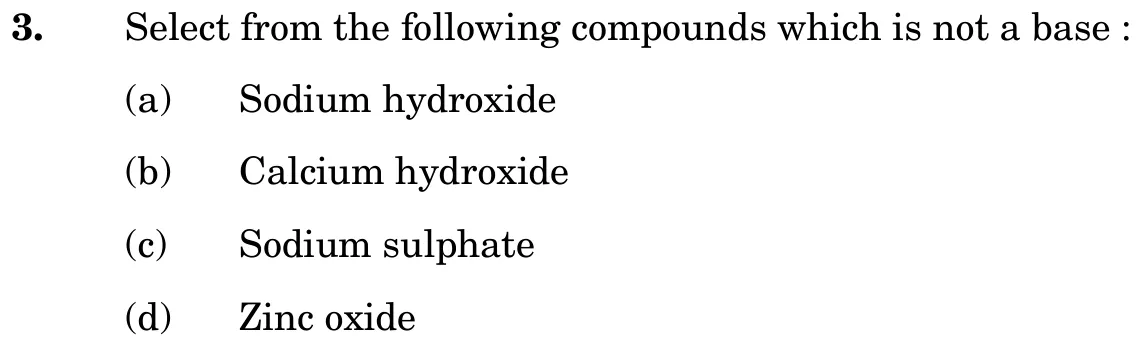 3. Select from the following compounds which is not a base :
(a) Sodium hydroxide
(b) Calcium hydroxide
(c) Sodium sulphate
(d) Zinc oxide